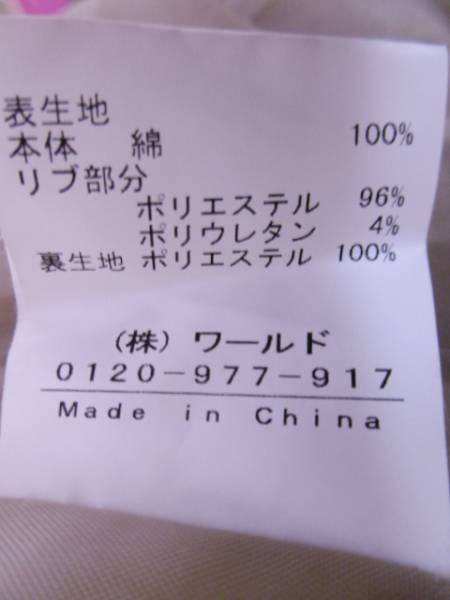 表生地
本体 綿 100%
リブ部分
ポリエステル 96%
ポリウレタン 4%
裏生地 ポリエステル 100%
(株) ワールド
0120-977-917
Made in China